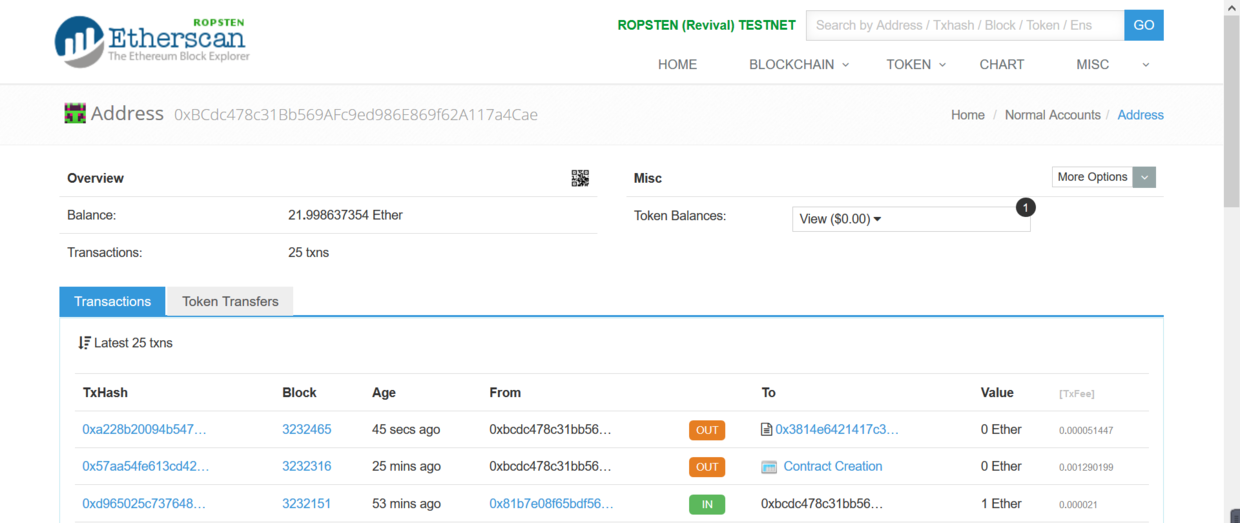 ROPSTEN
Etherscan
The Ethereum Block Explorer
ROPSTEN (Revival) TESTNET
Search by Address / Txhash / Block / Token / Ens
GO
HOME BLOCKCHAIN TOKEN CHART MISC
Address 0xBCdc478c31Bb569AFc9ed986E869f62A117a4Cae
Home / Normal Accounts / Address
Overview
Balance: 21.998637354 Ether
Transactions: 25 txns
Misc
More Options
Token Balances: View ($0.00) 1
Transactions Token Transfers
Latest 25 txns
TxHash Block Age From To Value [TxFee]
0xa228b20094b547… 3232465 45 secs ago 0xbcdc478c31bb56… OUT 0x3814e6421417c3… 0 Ether 0.000051447
0x57aa54fe613cd42… 3232316 25 mins ago 0xbcdc478c31bb56… OUT Contract Creation 0 Ether 0.001290199
0xd965025c737648… 3232151 53 mins ago 0x81b7e08f65bdf56… IN 0xbcdc478c31bb56… 1 Ether 0.000021